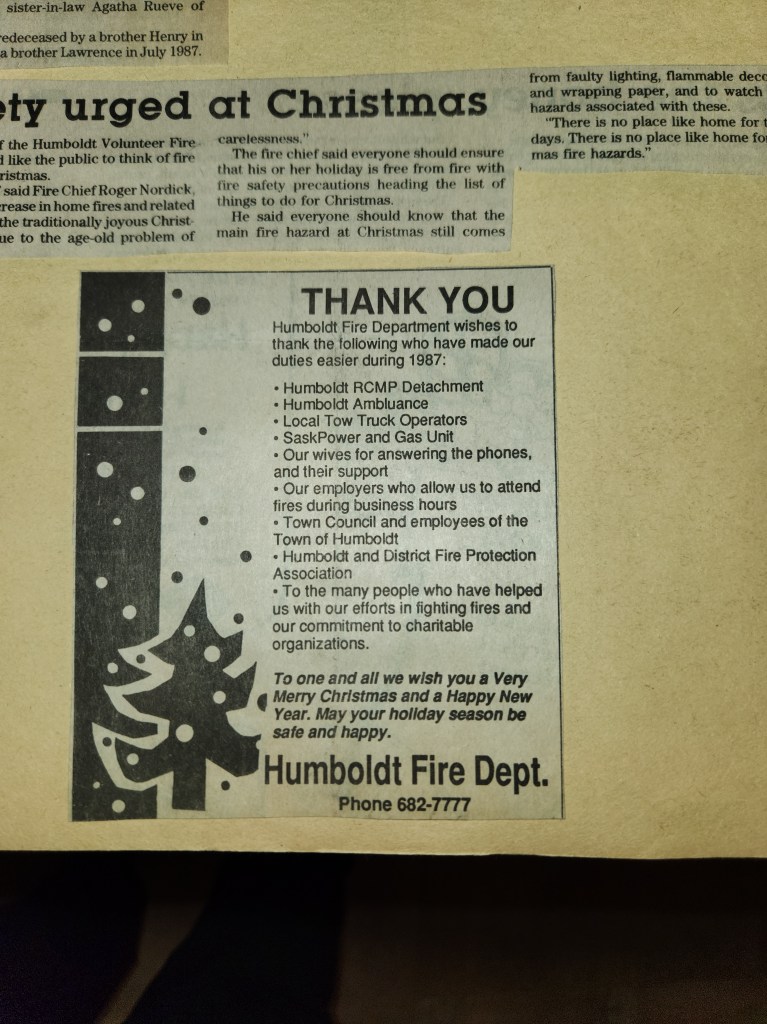 sister-in-law Agatha Rueve of
redeceased by a brother Henry in
a brother Lawrence in July 1987.
ety urged at Christmas
f the Humboldt Volunteer Fire
d like the public to think of fire
ristmas.
said Fire Chief Roger Nordick,
crease in home fires and related
the traditionally joyous Christ-
ue to the age-old problem of
carelessness."
The fire chief said everyone should ensure
that his or her holiday is free from fire with
fire safety precautions heading the list of
things to do for Christmas.
He said everyone should know that the
main fire hazard at Christmas still comes
from faulty lighting, flammable deco
and wrapping paper, and to watch
hazards associated with these.
"There is no place like home for t
days. There is no place like home fo
mas fire hazards."
THANK YOU
Humboldt Fire Department wishes to
thank the following who have made our
duties easier during 1987:
• Humboldt RCMP Detachment
• Humboldt Ambluance
• Local Tow Truck Operators
• SaskPower and Gas Unit
• Our wives for answering the phones,
and their support
• Our employers who allow us to attend
fires during business hours
• Town Council and employees of the
Town of Humboldt
• Humboldt and District Fire Protection
Association
• To the many people who have helped
us with our efforts in fighting fires and
our commitment to charitable
organizations.
To one and all we wish you a Very
Merry Christmas and a Happy New
Year. May your holiday season be
safe and happy.
Humboldt Fire Dept.
Phone 682-7777